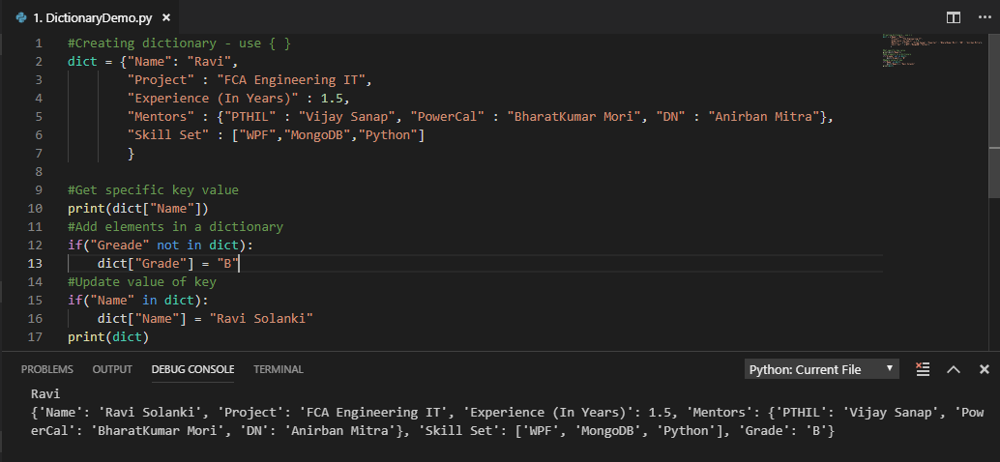 1. DictionaryDemo.py ×
1 #Creating dictionary - use { }
2 dict = {"Name": "Ravi",
3 "Project" : "FCA Engineering IT",
4 "Experience (In Years)" : 1.5,
5 "Mentors" : {"PTHIL" : "Vijay Sanap", "PowerCal" : "BharatKumar Mori", "DN" : "Anirban Mitra"},
6 "Skill Set" : ["WPF","MongoDB","Python"]
7 }
8
9 #Get specific key value
10 print(dict["Name"])
11 #Add elements in a dictionary
12 if("Greade" not in dict):
13 dict["Grade"] = "B"
14 #Update value of key
15 if("Name" in dict):
16 dict["Name"] = "Ravi Solanki"
17 print(dict)
PROBLEMS OUTPUT DEBUG CONSOLE TERMINAL Python: Current File
Ravi
{'Name': 'Ravi Solanki', 'Project': 'FCA Engineering IT', 'Experience (In Years)': 1.5, 'Mentors': {'PTHIL': 'Vijay Sanap', 'Pow
erCal': 'BharatKumar Mori', 'DN': 'Anirban Mitra'}, 'Skill Set': ['WPF', 'MongoDB', 'Python'], 'Grade': 'B'}